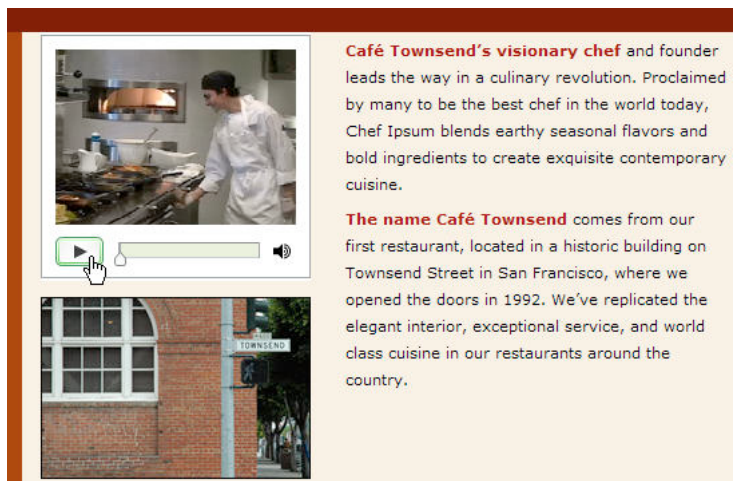 Café Townsend’s visionary chef and founder
leads the way in a culinary revolution. Proclaimed
by many to be the best chef in the world today,
Chef Ipsum blends earthy seasonal flavors and
bold ingredients to create exquisite contemporary
cuisine.
The name Café Townsend comes from our
first restaurant, located in a historic building on
Townsend Street in San Francisco, where we
opened the doors in 1992. We’ve replicated the
elegant interior, exceptional service, and world
class cuisine in our restaurants around the
country.
TOWNSEND